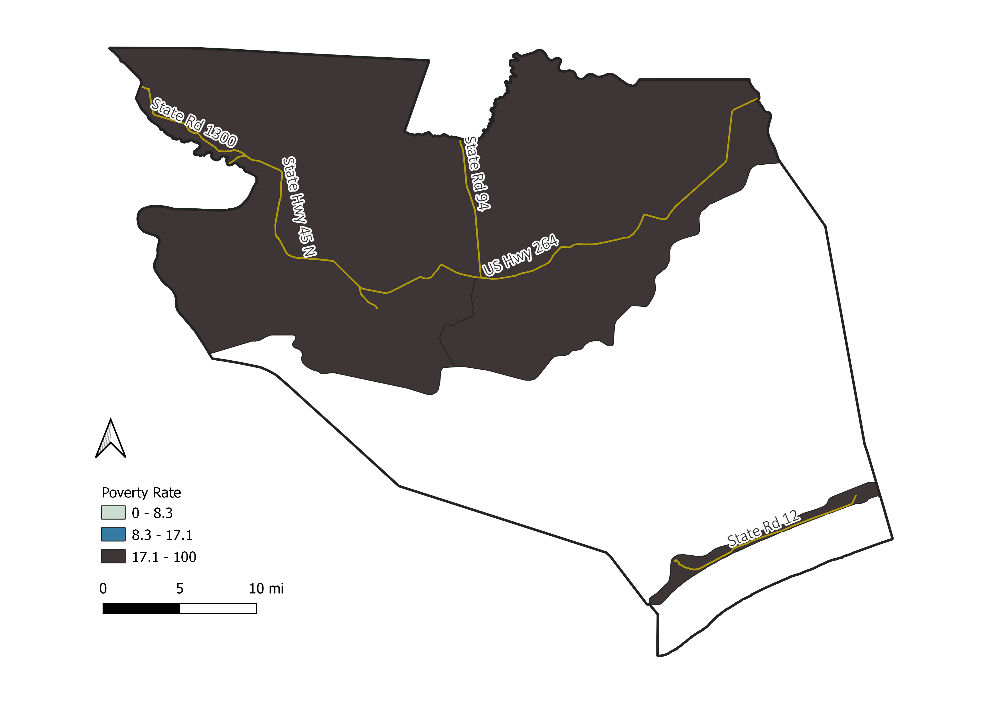 State Rd 1300
State Rd 94
State Hwy 45 N
US Hwy 264
State Rd 12
Poverty Rate
0 - 8.3
8.3 - 17.1
17.1 - 100
0 5 10 mi